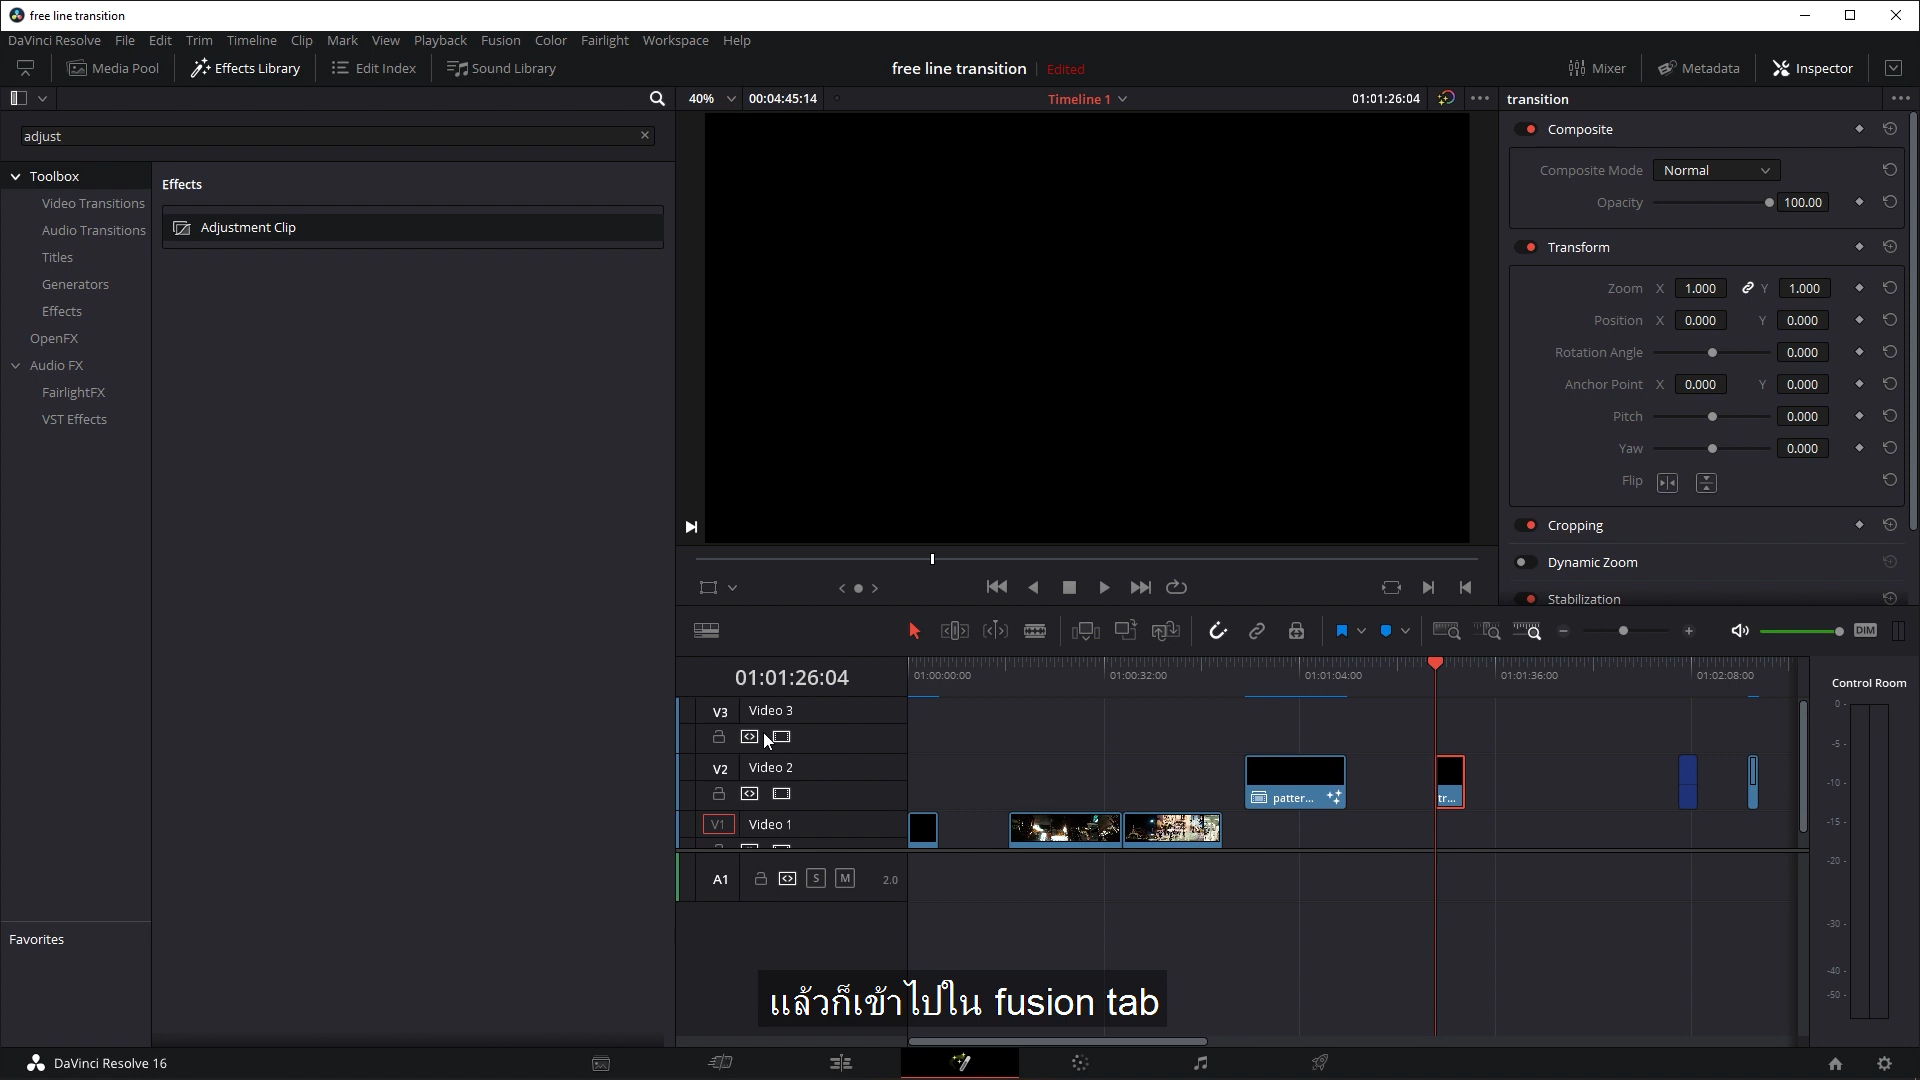 free line transition
DaVinci Resolve File Edit Trim Timeline Clip Mark View Playback Fusion Color Fairlight Workspace Help
Media Pool Effects Library Edit Index Sound Library free line transition Edited Mixer Metadata Inspector
40% 00:04:45:14 Timeline 1 01:01:26:04 transition
adjust
Toolbox
Video Transitions
Audio Transitions
Titles
Generators
Effects
OpenFX
Audio FX
FairlightFX
VST Effects
Favorites
Effects
Adjustment Clip
Composite
Composite Mode Normal
Opacity 100.00
Transform
Zoom X 1.000 Y 1.000
Position X 0.000 Y 0.000
Rotation Angle 0.000
Anchor Point X 0.000 Y 0.000
Pitch 0.000
Yaw 0.000
Flip
Cropping
Dynamic Zoom
Stabilization
DIM
01:01:26:04 01:00:00:00 01:00:32:00 01:01:04:00 01:01:36:00 01:02:08:00
V3 Video 3
V2 Video 2
patter... tr...
V1 Video 1
A1 S M 2.0
Control Room
0
-5
-10
-15
-20
-30
-40
-50
แล้วก็เข้าไปใน fusion tab
DaVinci Resolve 16